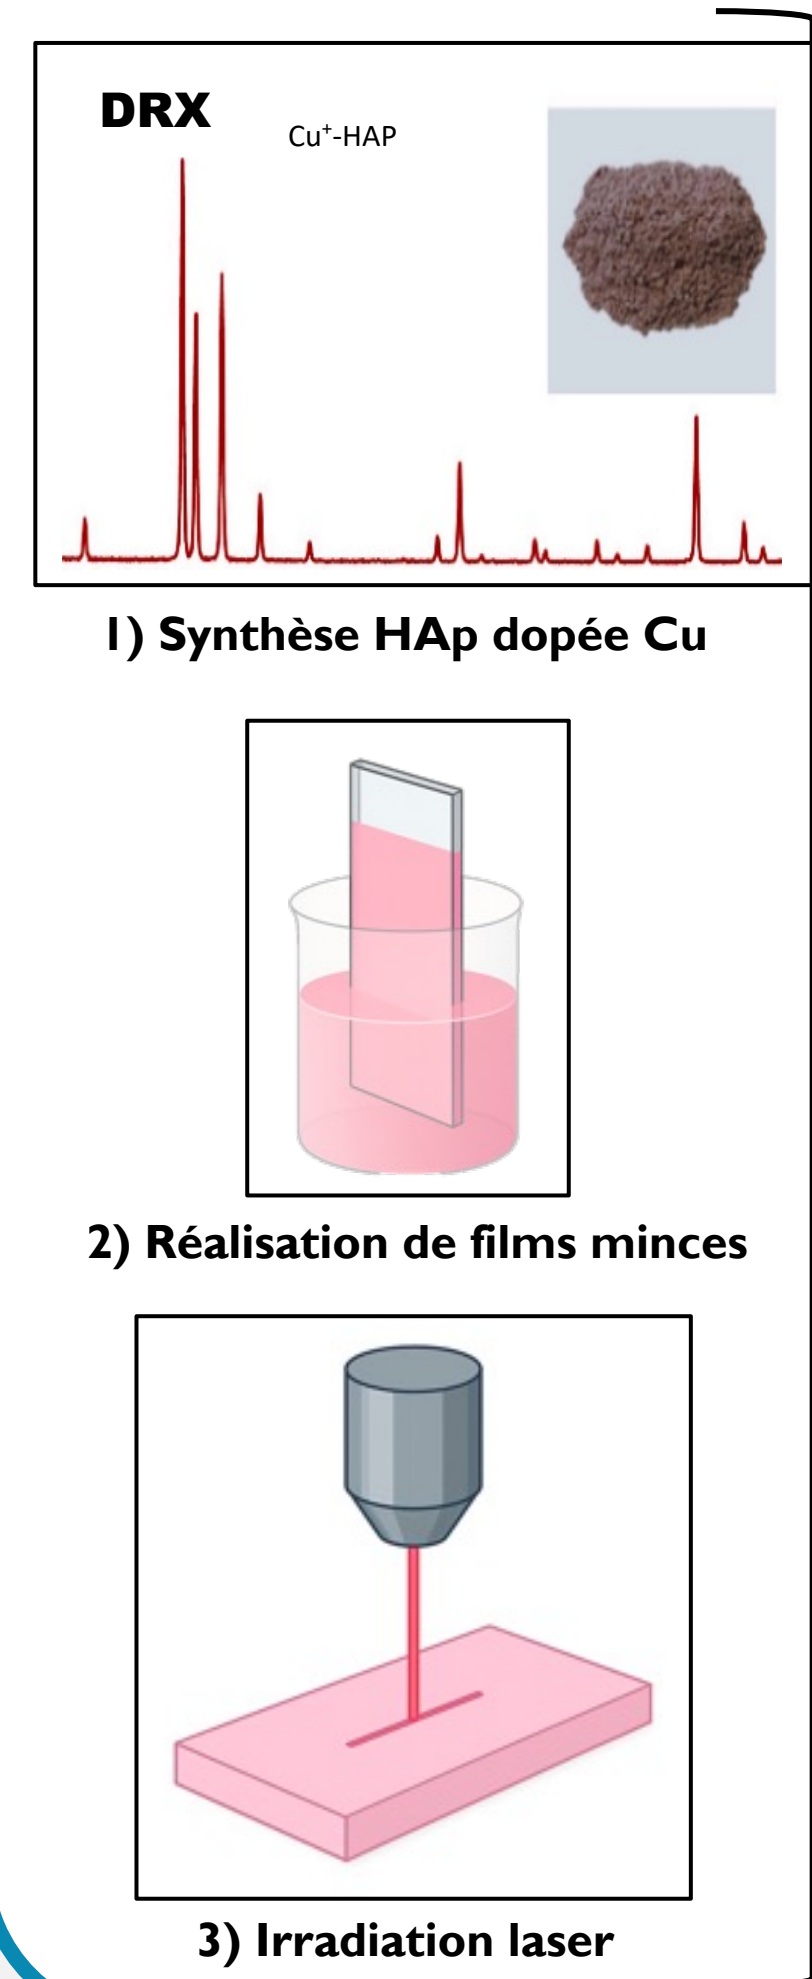 DRX
Cu⁺-HAP
1) Synthèse HAp dopée Cu
2) Réalisation de films minces
3) Irradiation laser